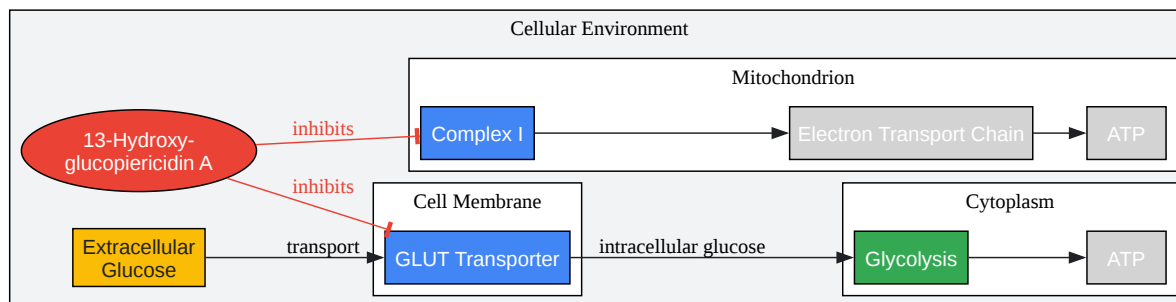 Cellular Environment
Mitochondrion
13-Hydroxy-
glucopiericidin A
inhibits
Complex I
Electron Transport Chain
ATP
inhibits
Cell Membrane
Cytoplasm
Extracellular
Glucose
transport
GLUT Transporter
intracellular glucose
Glycolysis
ATP